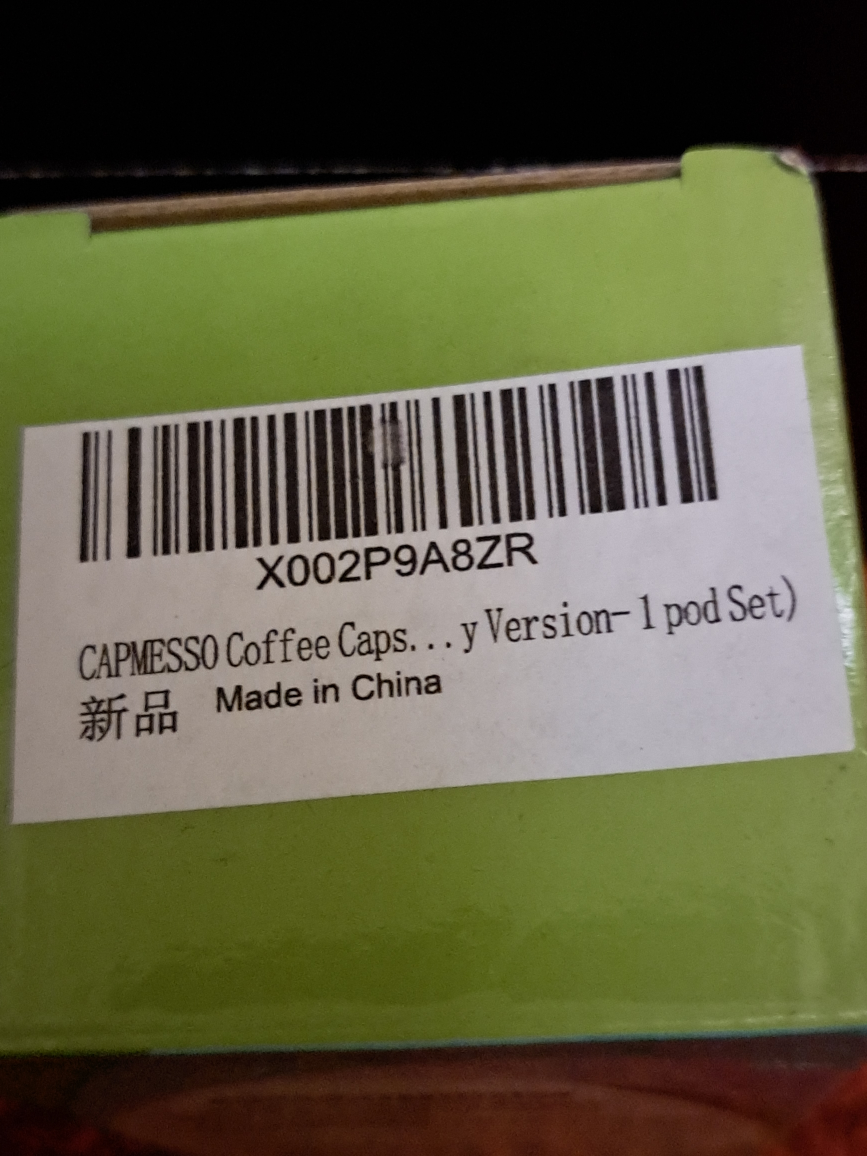 X002P9A8ZR
CAPMESSO Coffee Caps...y Version- 1 pod Set)
新品 Made in China